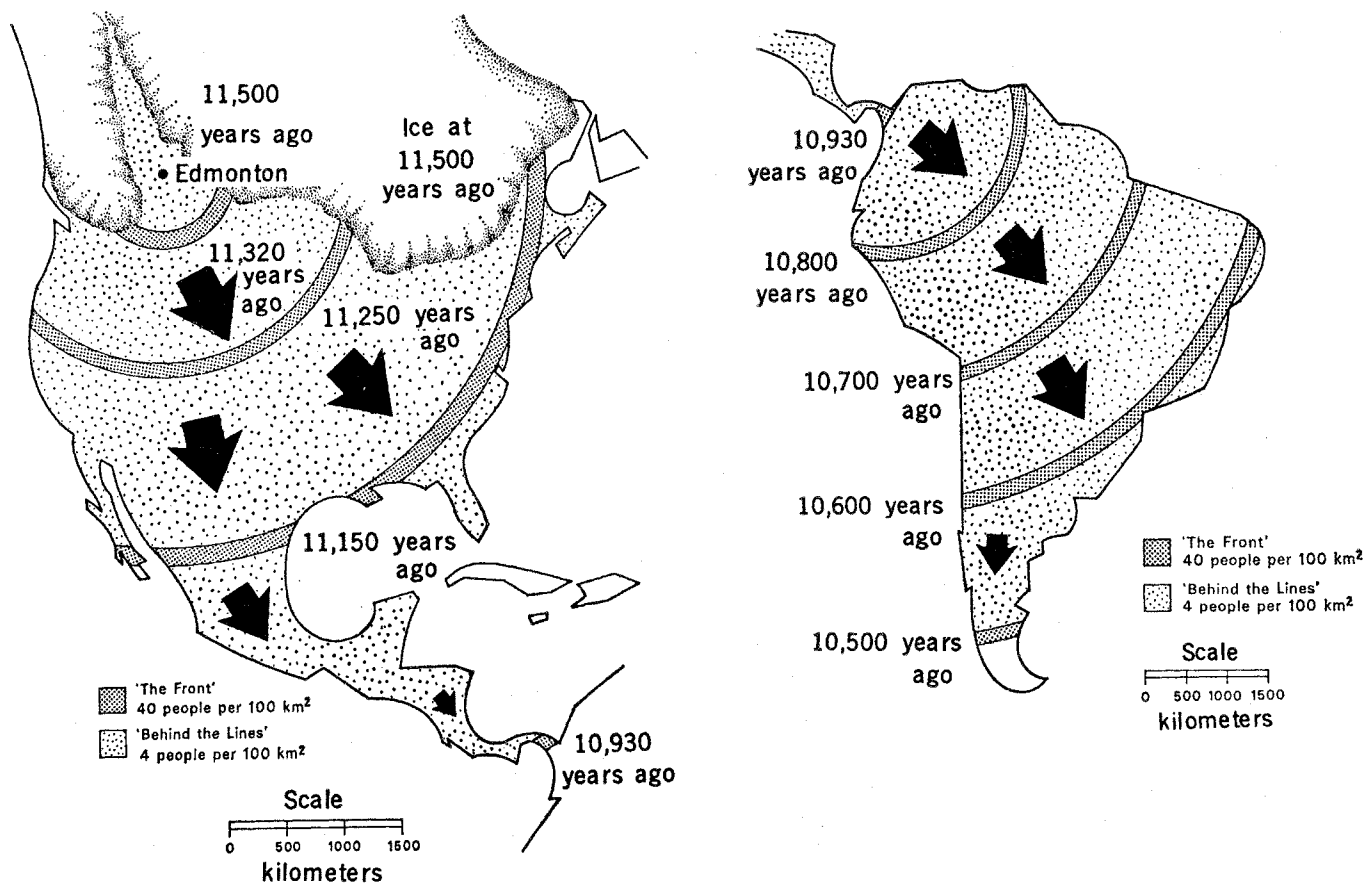 11,500
years ago
Edmonton
Ice at
11,500
years ago
11,320
years
ago
11,250 years
ago
11,150 years
ago
'The Front'
40 people per 100 km²
'Behind the Lines'
4 people per 100 km²
10,930
years ago
Scale
0 500 1000 1500
kilometers
10,930
years ago
10,800
years ago
10,700 years
ago
10,600 years
ago
10,500 years
ago
'The Front'
40 people per 100 km²
'Behind the Lines'
4 people per 100 km²
Scale
0 500 1000 1500
kilometers